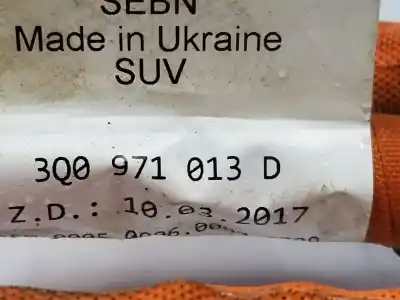 SEBN
Made in Ukraine
SUV
3Q0 971 013 D
Z.D.: 10.03.2017